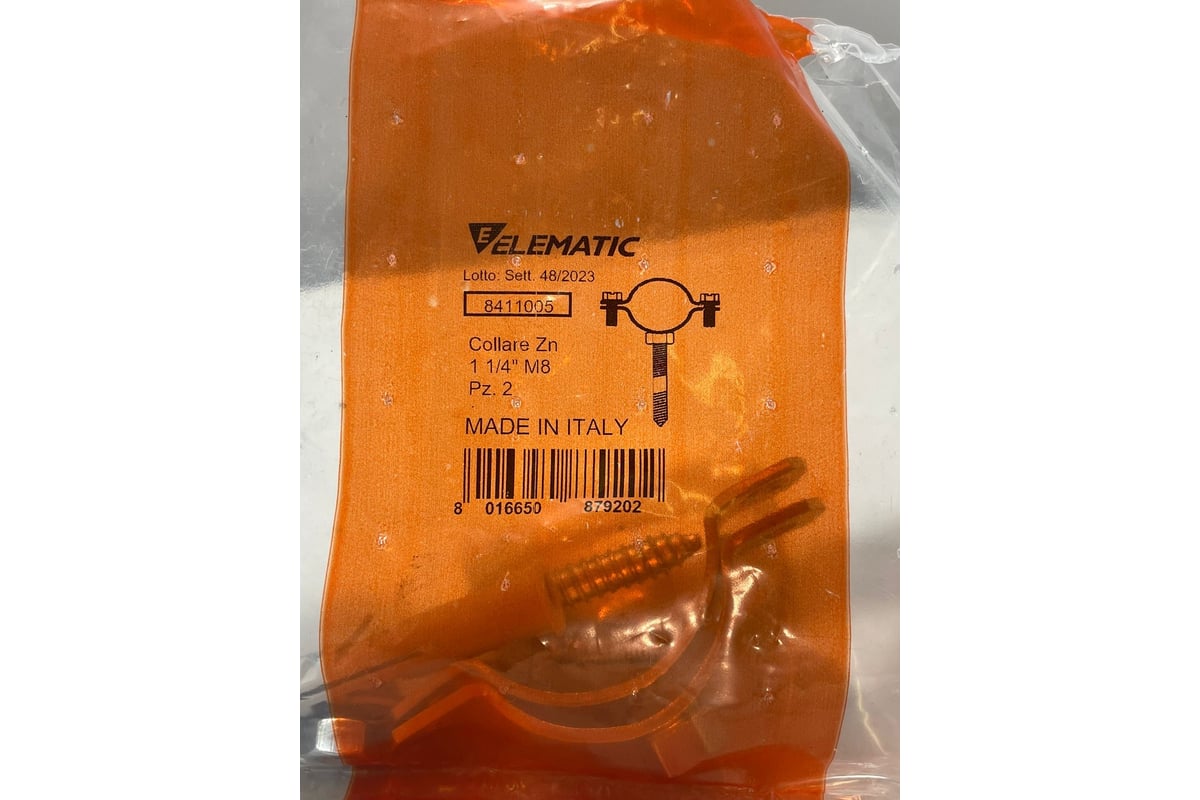 ELEMATIC
Lotto: Sett. 48/2023
8411005
Collare Zn
1 1/4" M8
Pz. 2
MADE IN ITALY
8 016650 879202